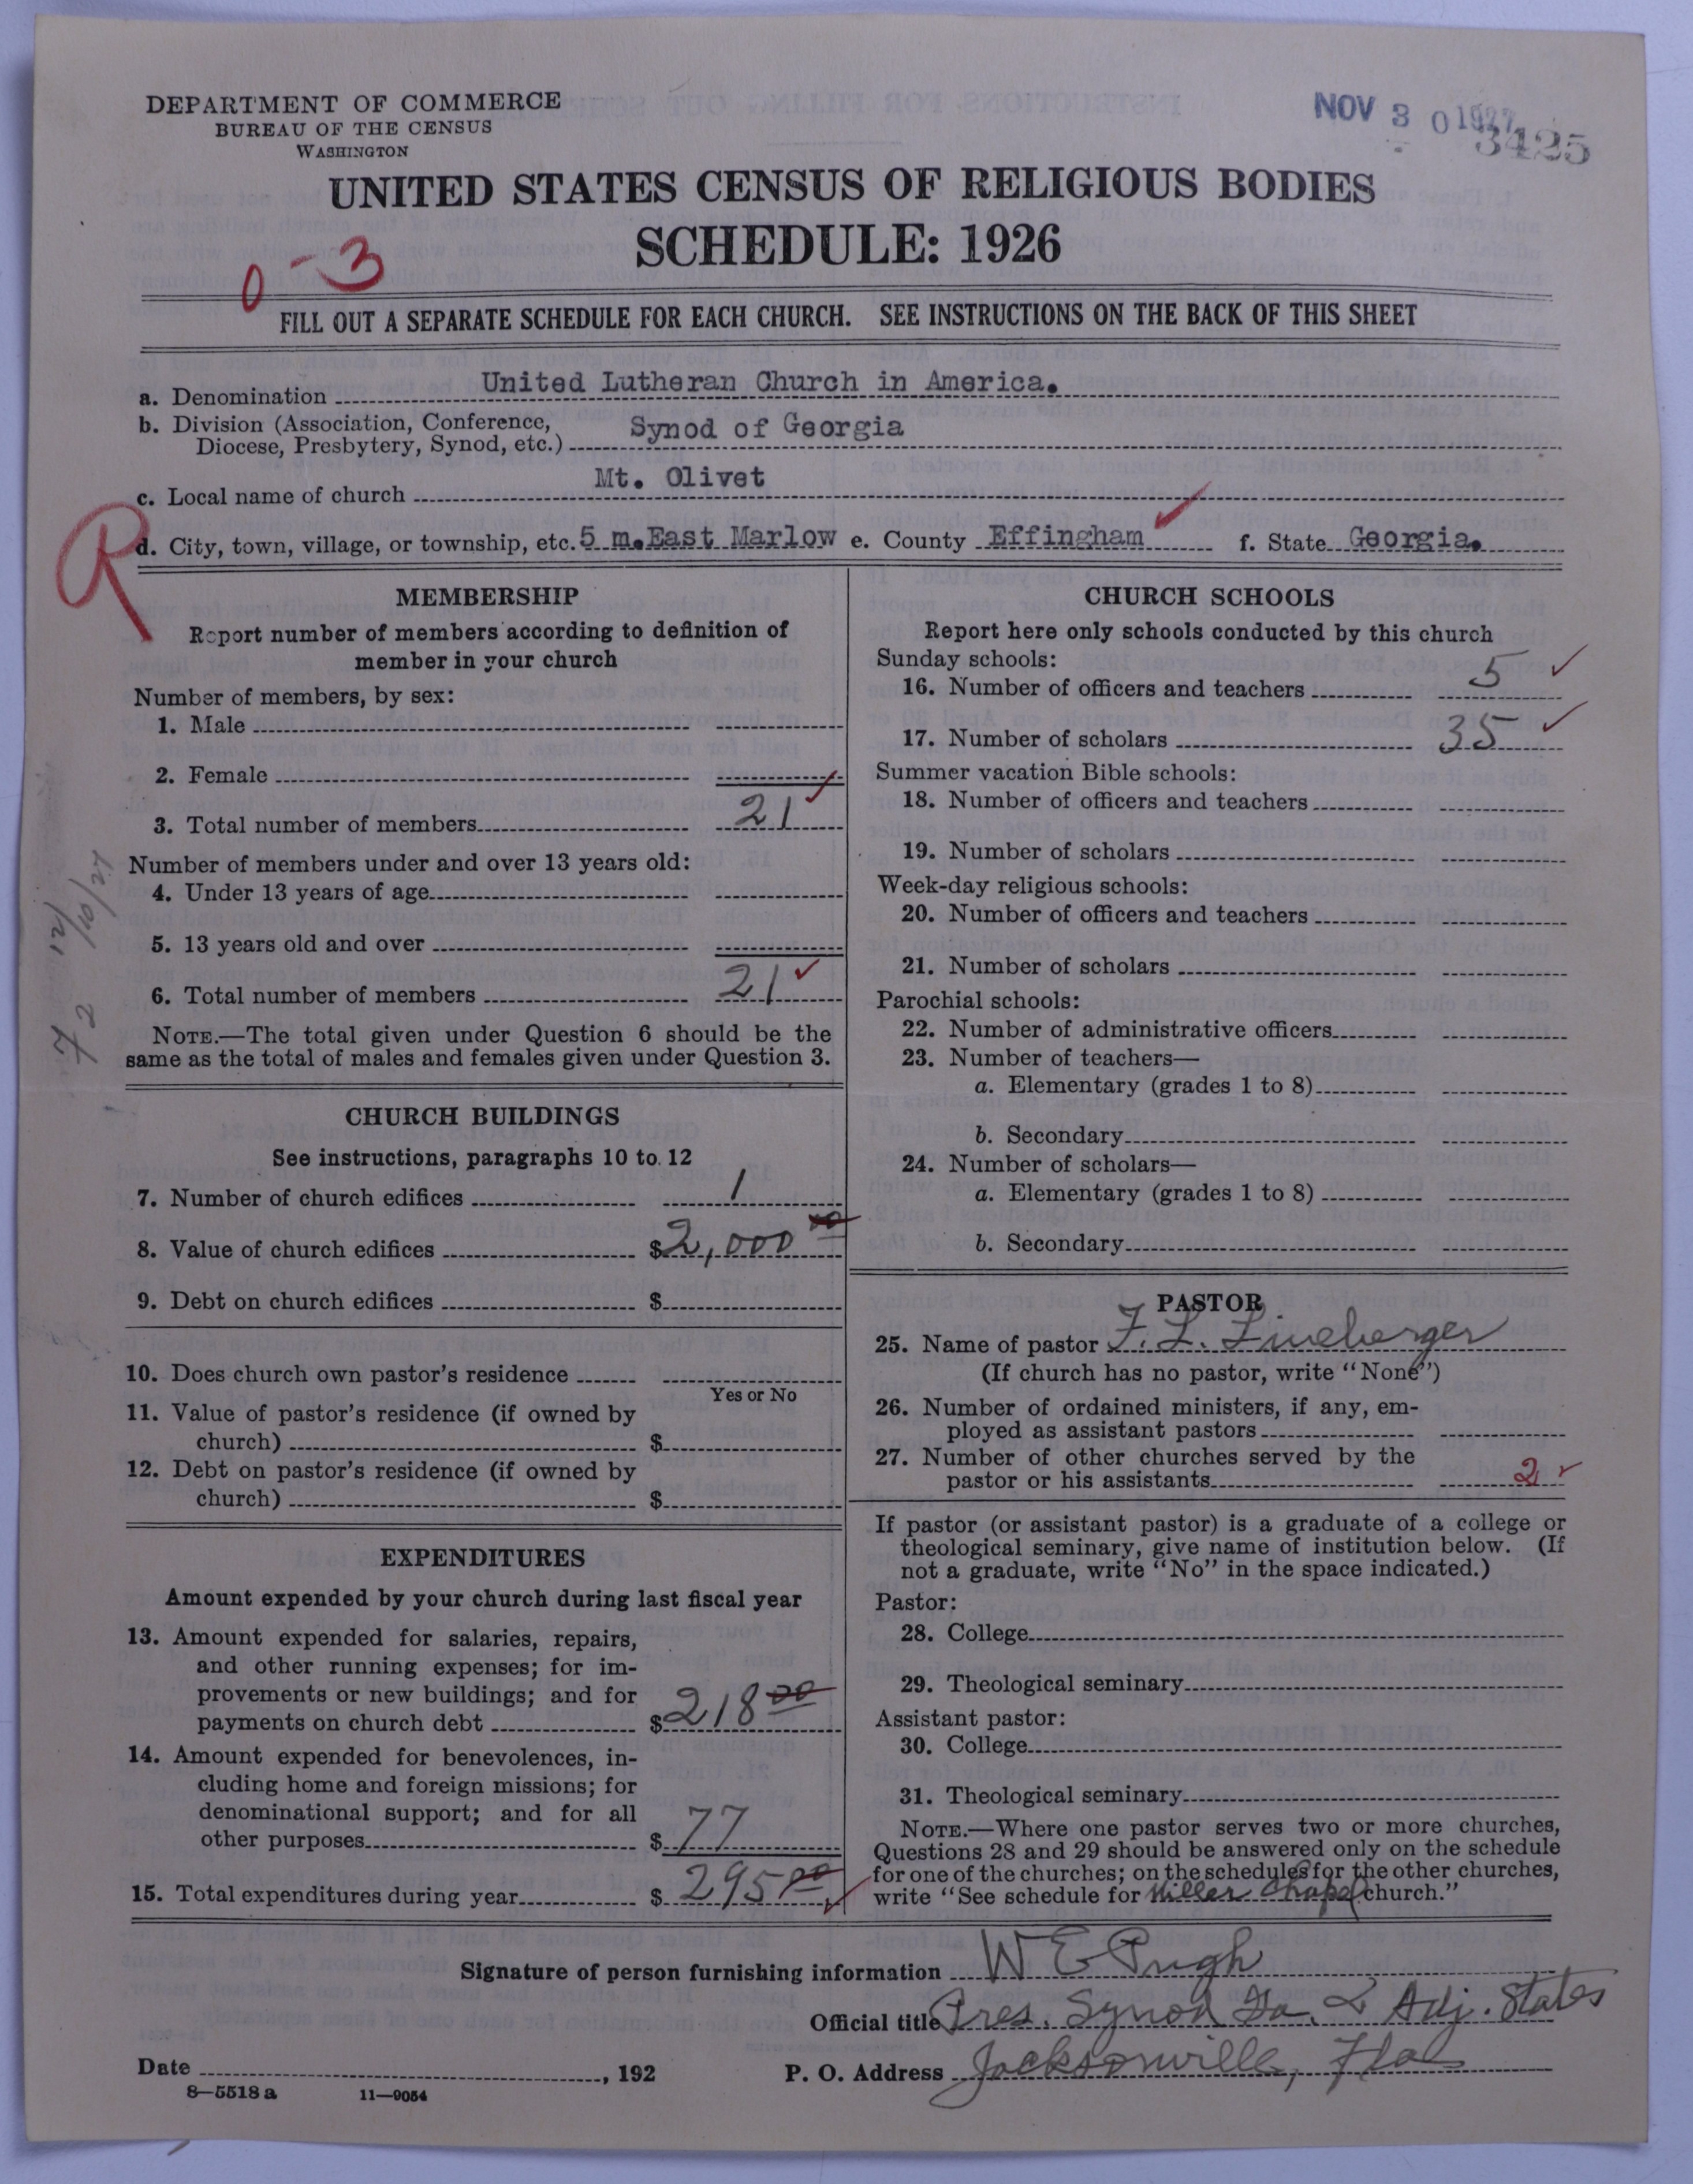 DEPARTMENT OF COMMERCE
BUREAU OF THE CENSUS
WASHINGTON
NOV 30 1927
3425
UNITED STATES CENSUS OF RELIGIOUS BODIES
SCHEDULE: 1926
0-3
FILL OUT A SEPARATE SCHEDULE FOR EACH CHURCH. SEE INSTRUCTIONS ON THE BACK OF THIS SHEET
a. Denomination United Lutheran Church in America.
b. Division (Association, Conference,
Diocese, Presbytery, Synod, etc.) Synod of Georgia
c. Local name of church Mt. Olivet
R
d. City, town, village, or township, etc. 5 m.East Marlow e. County Effingham f. State Georgia.
MEMBERSHIP
Report number of members according to definition of
member in your church
Number of members, by sex:
1. Male
2. Female
3. Total number of members 21
Number of members under and over 13 years old:
4. Under 13 years of age
5. 13 years old and over
6. Total number of members 21
NOTE.—The total given under Question 6 should be the
same as the total of males and females given under Question 3.
CHURCH BUILDINGS
See instructions, paragraphs 10 to 12
7. Number of church edifices 1
8. Value of church edifices $2,000 00
9. Debt on church edifices $
10. Does church own pastor's residence
Yes or No
11. Value of pastor's residence (if owned by
church) $
12. Debt on pastor's residence (if owned by
church) $
EXPENDITURES
Amount expended by your church during last fiscal year
13. Amount expended for salaries, repairs,
and other running expenses; for im-
provements or new buildings; and for
payments on church debt $218 00
14. Amount expended for benevolences, in-
cluding home and foreign missions; for
denominational support; and for all
other purposes $77
15. Total expenditures during year $295 00
CHURCH SCHOOLS
Report here only schools conducted by this church
Sunday schools:
16. Number of officers and teachers 5
17. Number of scholars 35
Summer vacation Bible schools:
18. Number of officers and teachers
19. Number of scholars
Week-day religious schools:
20. Number of officers and teachers
21. Number of scholars
Parochial schools:
22. Number of administrative officers
23. Number of teachers—
a. Elementary (grades 1 to 8)
b. Secondary
24. Number of scholars—
a. Elementary (grades 1 to 8)
b. Secondary
PASTOR
25. Name of pastor F. L. Lineberger
(If church has no pastor, write "None")
26. Number of ordained ministers, if any, em-
ployed as assistant pastors
27. Number of other churches served by the
pastor or his assistants 2
If pastor (or assistant pastor) is a graduate of a college or
theological seminary, give name of institution below. (If
not a graduate, write "No" in the space indicated.)
Pastor:
28. College
29. Theological seminary
Assistant pastor:
30. College
31. Theological seminary
NOTE.—Where one pastor serves two or more churches,
Questions 28 and 29 should be answered only on the schedule
for one of the churches; on the schedules for the other churches,
write "See schedule for Miller Chapel church."
Signature of person furnishing information W E Pugh
Official title Pres. Synod Ga. & Adj. States
Date , 192
P. O. Address Jacksonville, Fla
8—5518 a 11—9054